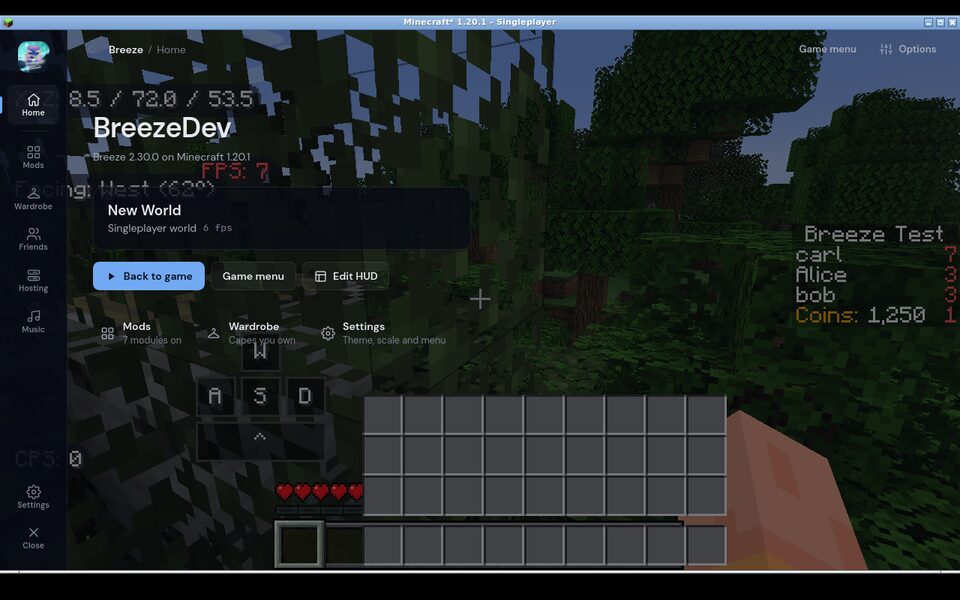 Minecraft* 1.20.1 - Singleplayer
Breeze / Home
Game menu
Options
8.5 / 72.0 / 53.5
Home
BreezeDev
Breeze 2.30.0 on Minecraft 1.20.1
Mods
FPS: 7
Facing: West (62°)
Wardrobe
New World
Singleplayer world 6 fps
Friends
Breeze Test
carl 7
Alice 3
bob 3
Coins: 1,250 1
Hosting
Back to game
Game menu
Edit HUD
Music
Mods
7 modules on
Wardrobe
Capes you own
Settings
Theme, scale and menu
W
A S D
^
CPS: 0
Settings
Close